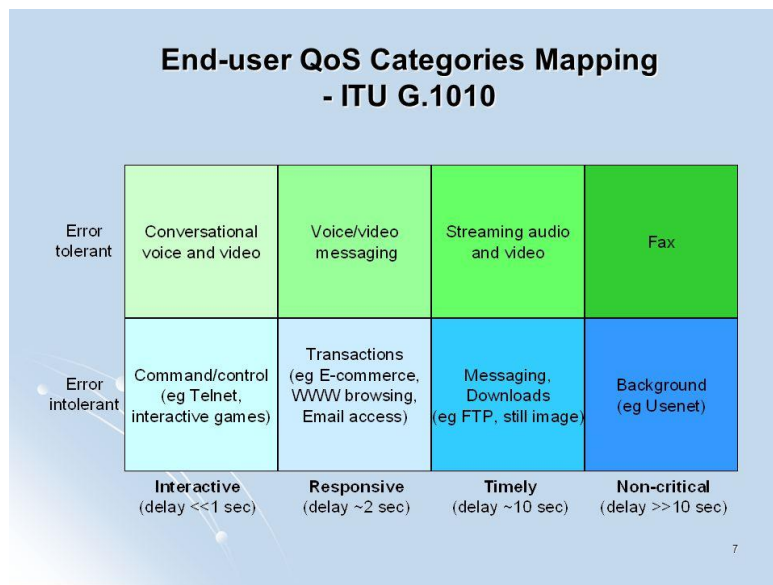 End-user QoS Categories Mapping
- ITU G.1010
Error
tolerant
Conversational
voice and video
Voice/video
messaging
Streaming audio
and video
Fax
Error
intolerant
Command/control
(eg Telnet,
interactive games)
Transactions
(eg E-commerce,
WWW browsing,
Email access)
Messaging,
Downloads
(eg FTP, still image)
Background
(eg Usenet)
Interactive
(delay <<1 sec)
Responsive
(delay ~2 sec)
Timely
(delay ~10 sec)
Non-critical
(delay >>10 sec)
7